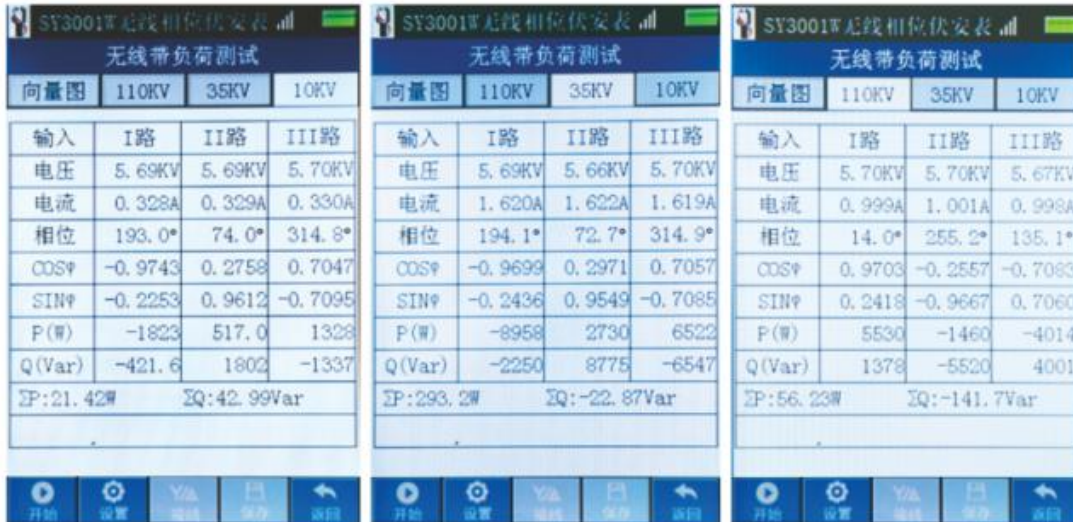 SY3001W无线相位伏安表
无线带负荷测试
向量图 110KV 35KV 10KV
输入 I路 II路 III路
电压 5.69KV 5.69KV 5.70KV
电流 0.328A 0.329A 0.330A
相位 193.0° 74.0° 314.8°
COSφ -0.9743 0.2758 0.7047
SINφ -0.2253 0.9612 -0.7095
P(W) -1823 517.0 1328
Q(Var) -421.6 1802 -1337
ΣP:21.42W ΣQ:42.99Var
开始 设置 Y/△ 接线 保存 返回
SY3001W无线相位伏安表
无线带负荷测试
向量图 110KV 35KV 10KV
输入 I路 II路 III路
电压 5.69KV 5.66KV 5.70KV
电流 1.620A 1.622A 1.619A
相位 194.1° 72.7° 314.9°
COSφ -0.9699 0.2971 0.7057
SINφ -0.2436 0.9549 -0.7085
P(W) -8958 2730 6522
Q(Var) -2250 8775 -6547
ΣP:293.2W ΣQ:-22.87Var
开始 设置 Y/△ 接线 保存 返回
SY3001W无线相位伏安表
无线带负荷测试
向量图 110KV 35KV 10KV
输入 I路 II路 III路
电压 5.70KV 5.70KV 5.67KV
电流 0.999A 1.001A 0.998A
相位 14.0° 255.2° 135.1°
COSφ 0.9703 -0.2557 -0.7083
SINφ 0.2418 -0.9667 0.7060
P(W) 5530 -1460 -4014
Q(Var) 1378 -5520 4001
ΣP:56.23W ΣQ:-141.7Var
开始 设置 Y/△ 接线 保存 返回